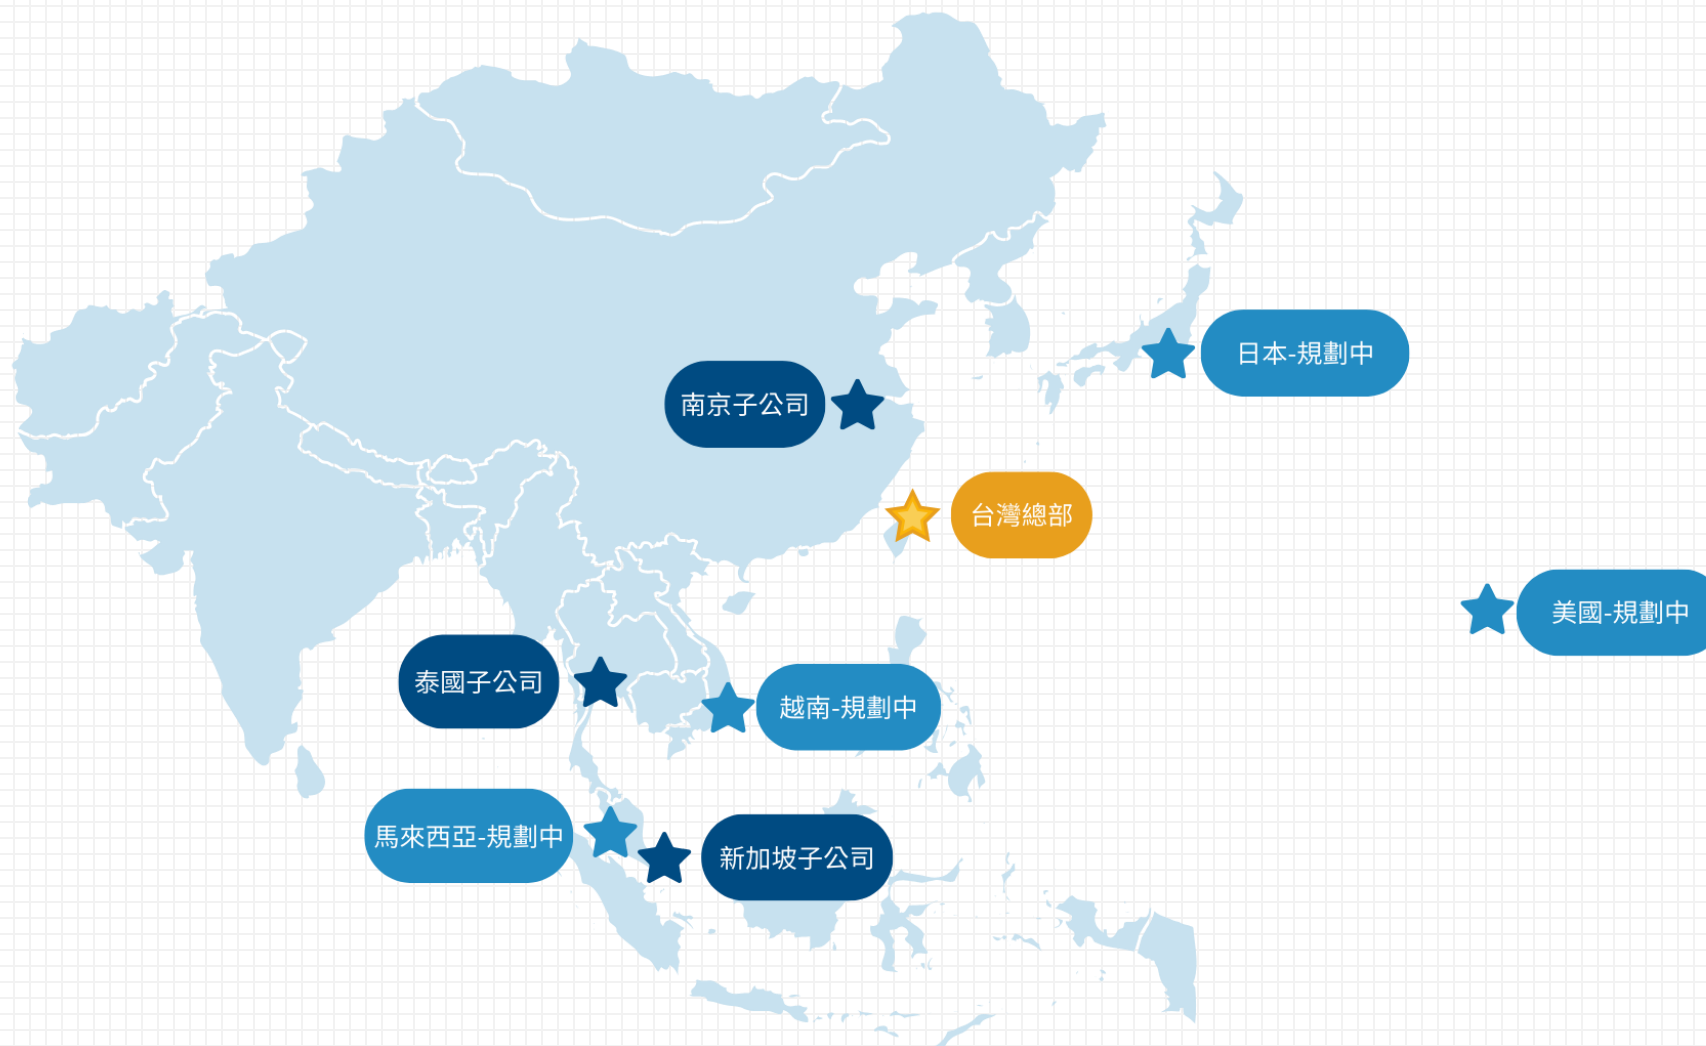 日本-規劃中
南京子公司
台灣總部
美國-規劃中
泰國子公司
越南-規劃中
馬來西亞-規劃中
新加坡子公司